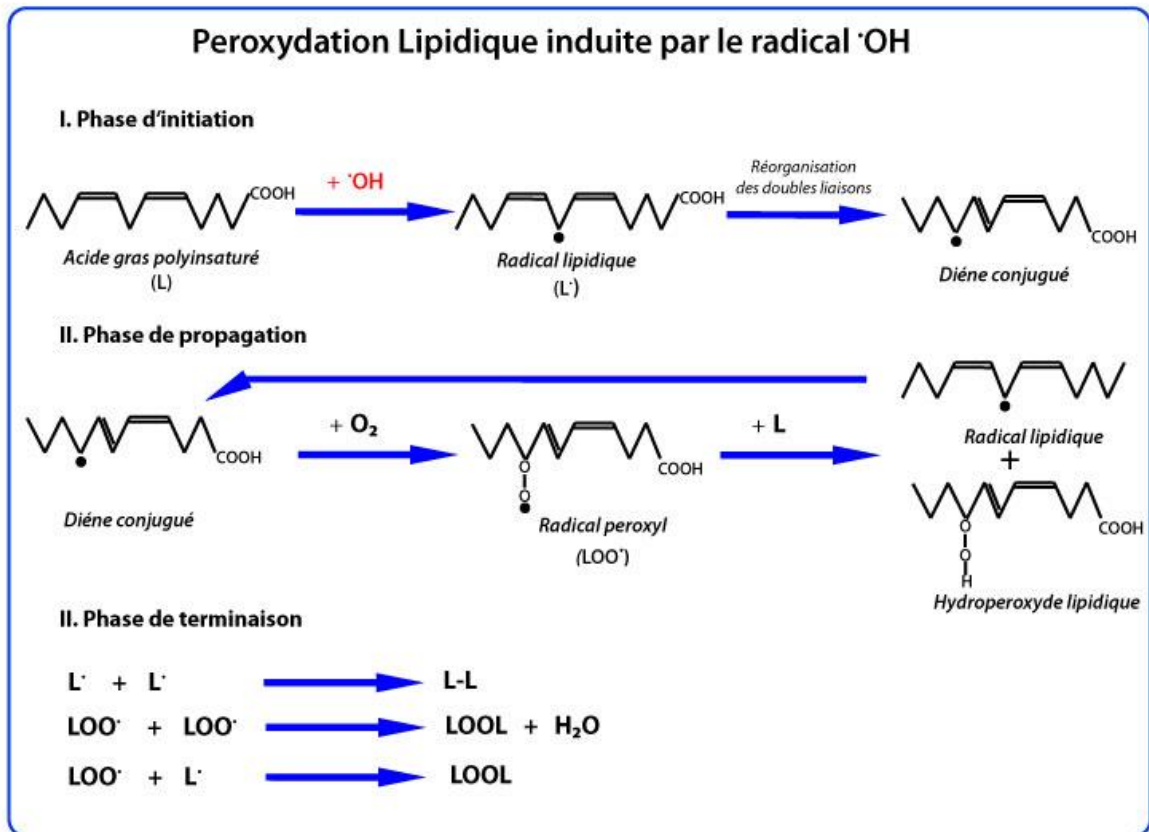 Peroxydation Lipidique induite par le radical ˙OH
I. Phase d'initiation
COOH
Acide gras polyinsaturé
(L)
+ ˙OH
COOH
Radical lipidique
(L˙)
Réorganisation
des doubles liaisons
COOH
Diéne conjugué
II. Phase de propagation
COOH
Diéne conjugué
+ O₂
COOH
O
O
Radical peroxyl
(LOO˙)
+ L
Radical lipidique
+
COOH
O
O
H
Hydroperoxyde lipidique
II. Phase de terminaison
L˙ + L˙ L-L
LOO˙ + LOO˙ LOOL + H₂O
LOO˙ + L˙ LOOL